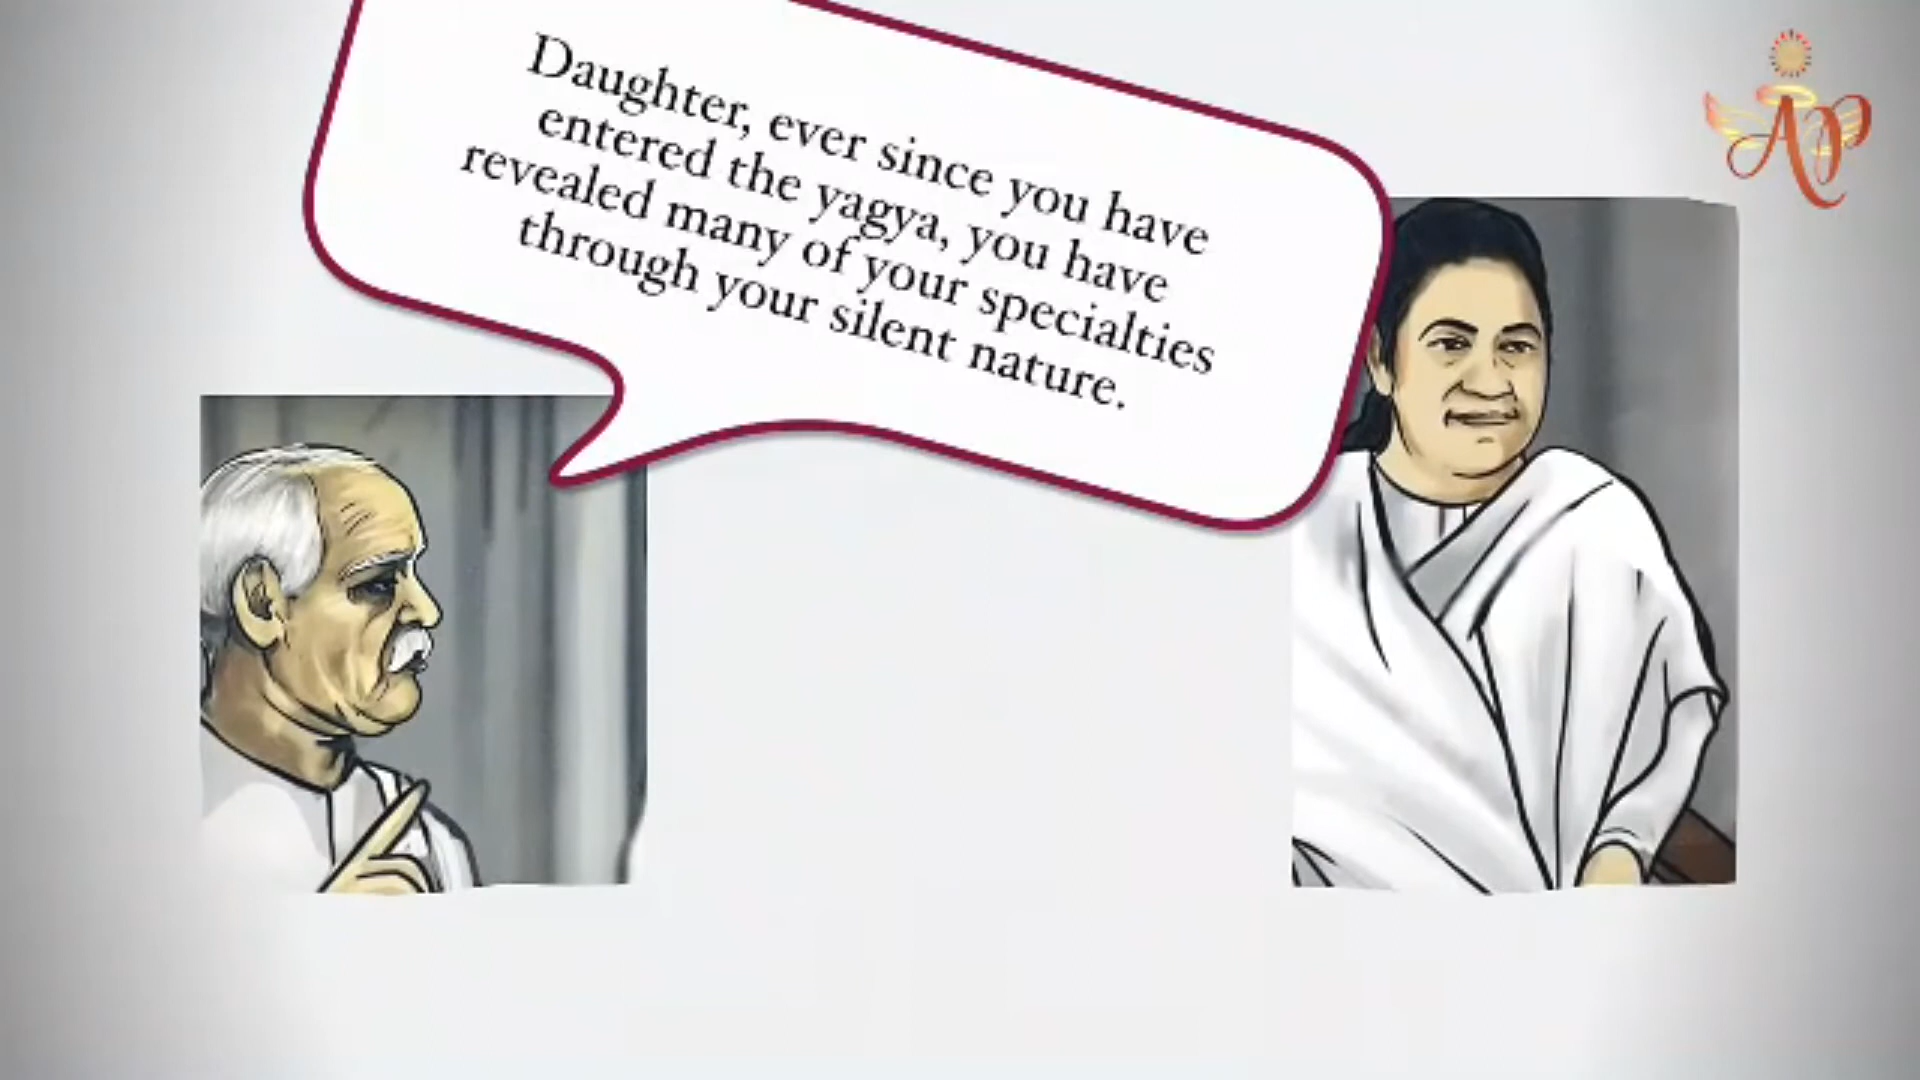 Daughter, ever since you have
entered the yagya, you have
revealed many of your specialties
through your silent nature.
AP